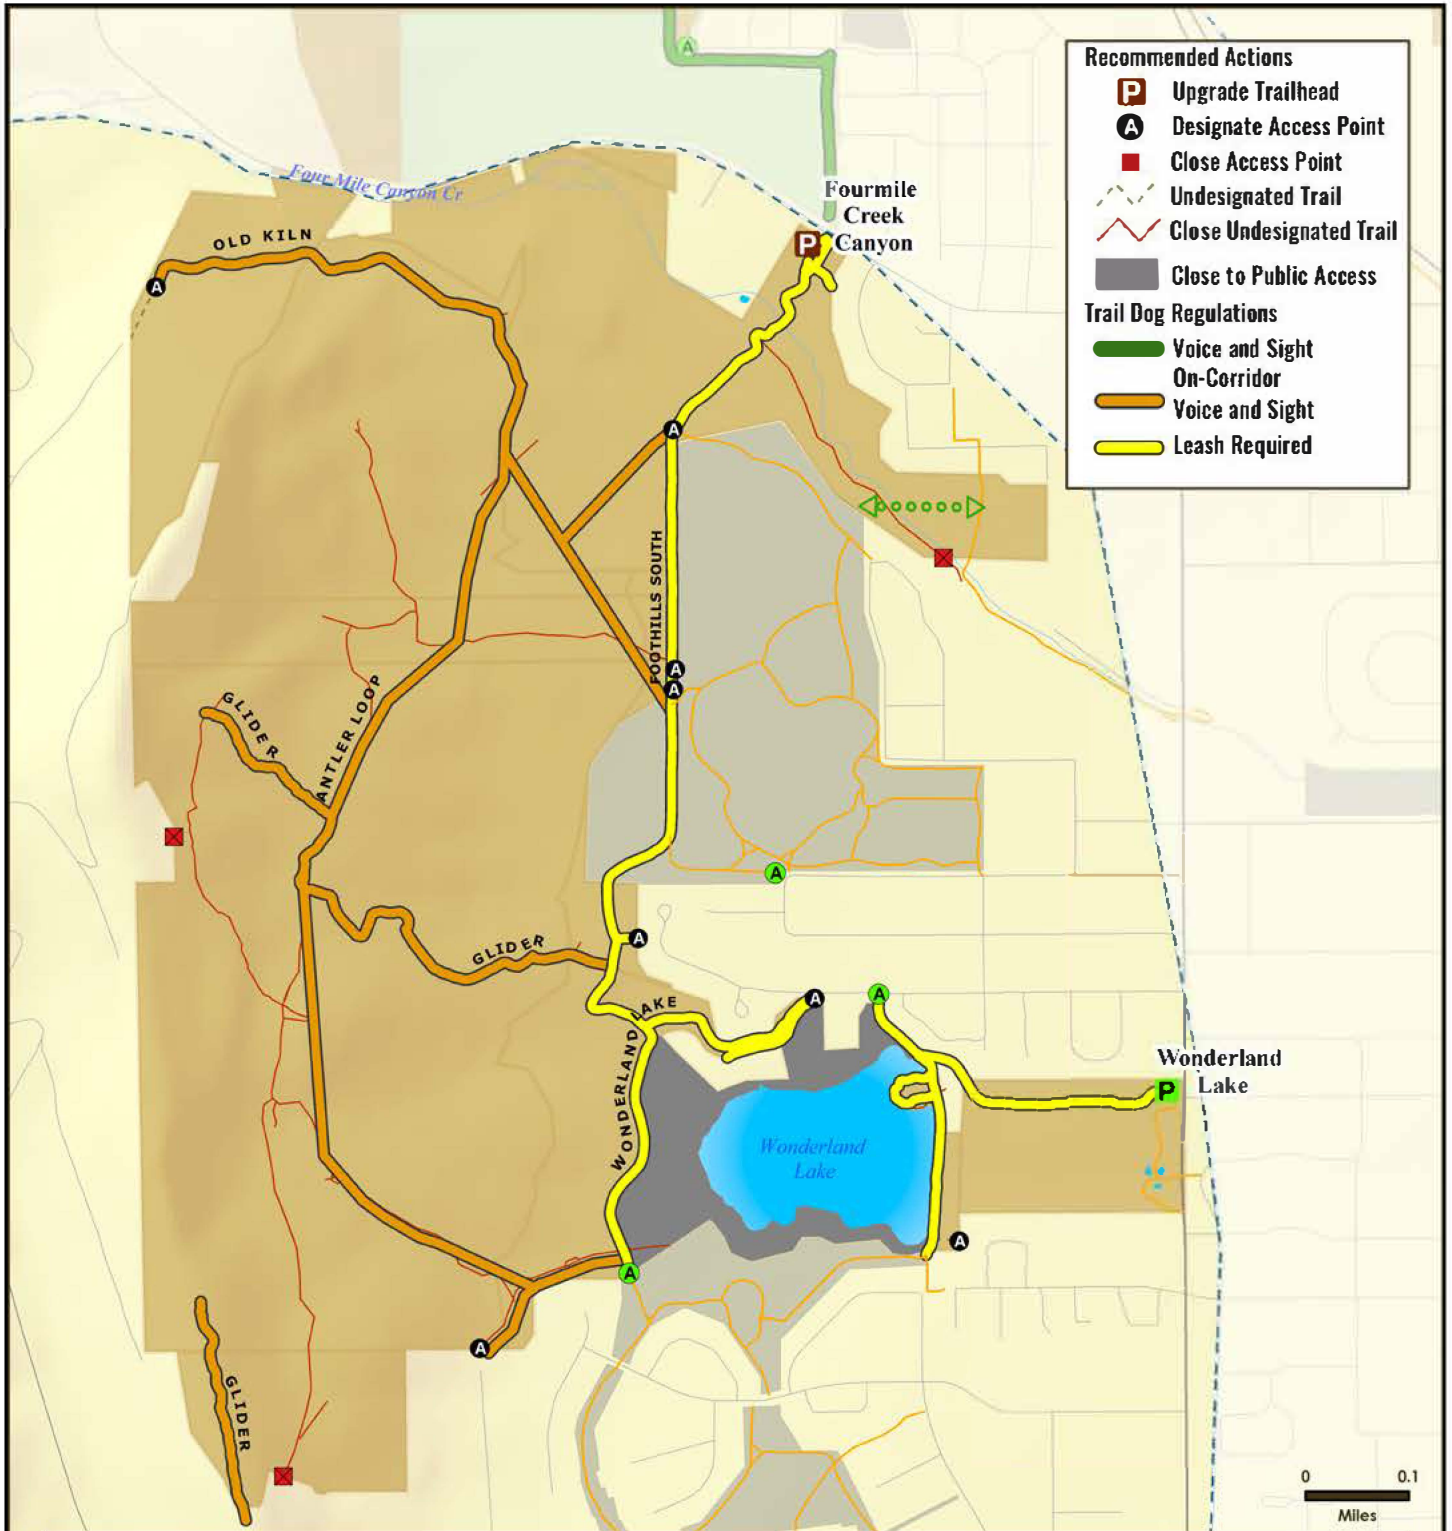 Recommended Actions
P Upgrade Trailhead
A Designate Access Point
Close Access Point
Undesignated Trail
Close Undesignated Trail
Close to Public Access
Trail Dog Regulations
Voice and Sight
On-Corridor
Voice and Sight
Leash Required
A
Four Mile Canyon Cr
Fourmile
Creek
Canyon
P
OLD KILN
A
A
FOOTHILLS SOUTH
A
A
GLIDER
ANTLER LOOP
A
GLIDER
A
WONDERLAND LAKE
A
A
Wonderland
Lake
P
Wonderland
Lake
A
A
A
GLIDER
0 0.1
Miles